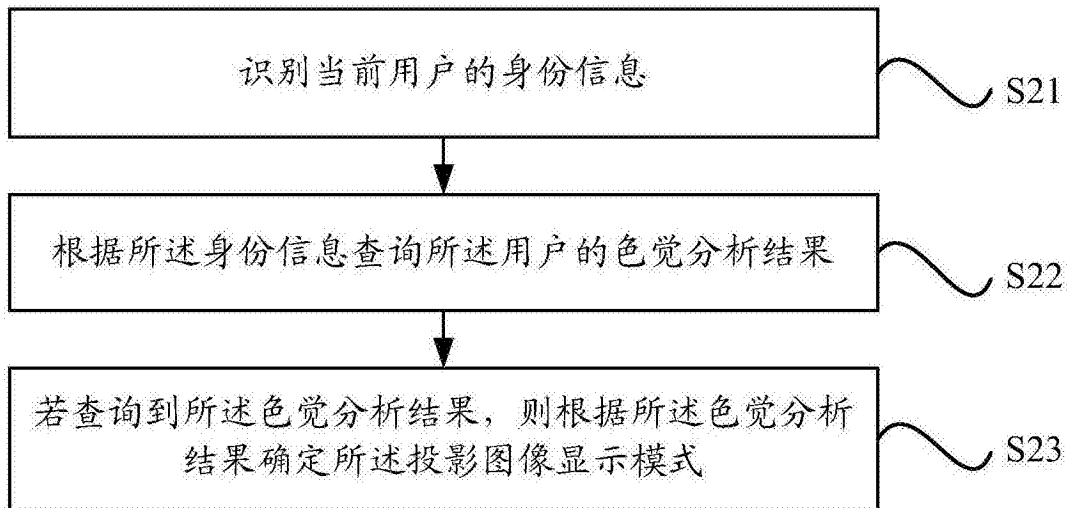 识别当前用户的身份信息
S21
根据所述身份信息查询所述用户的色觉分析结果
S22
若查询到所述色觉分析结果，则根据所述色觉分析
结果确定所述投影图像显示模式
S23